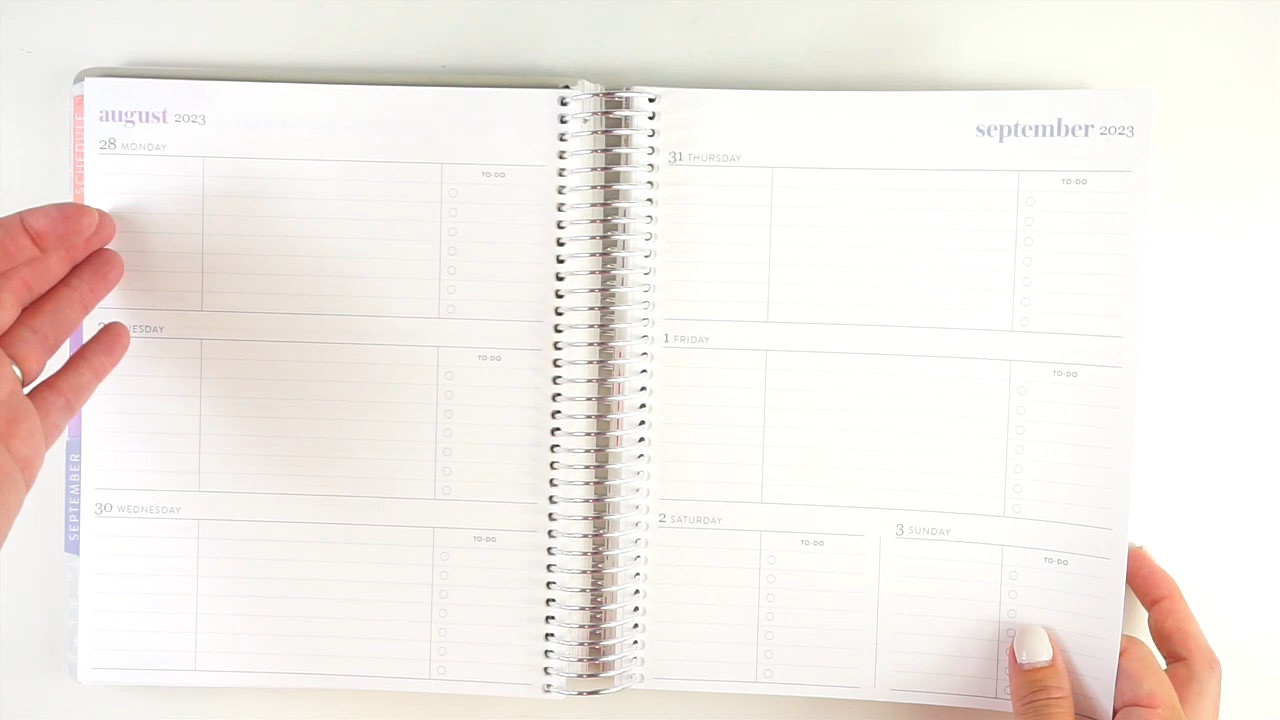 august 2023
28 MONDAY
TO-DO
TO-DO
30 WEDNESDAY
TO-DO
september 2023
31 THURSDAY
TO-DO
1 FRIDAY
TO-DO
2 SATURDAY
TO-DO
3 SUNDAY
TO-DO
SCHEDULE
SEPTEMBER